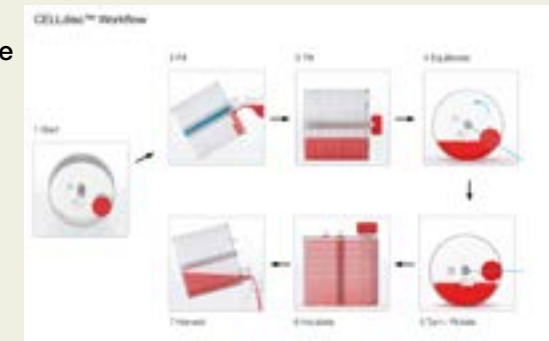 e
CELLdisc™ Workflow
1 Start
2 Fill
3 Tilt
4 Equilibrate
5 Turn / Rotate
6 Incubate
7 Harvest